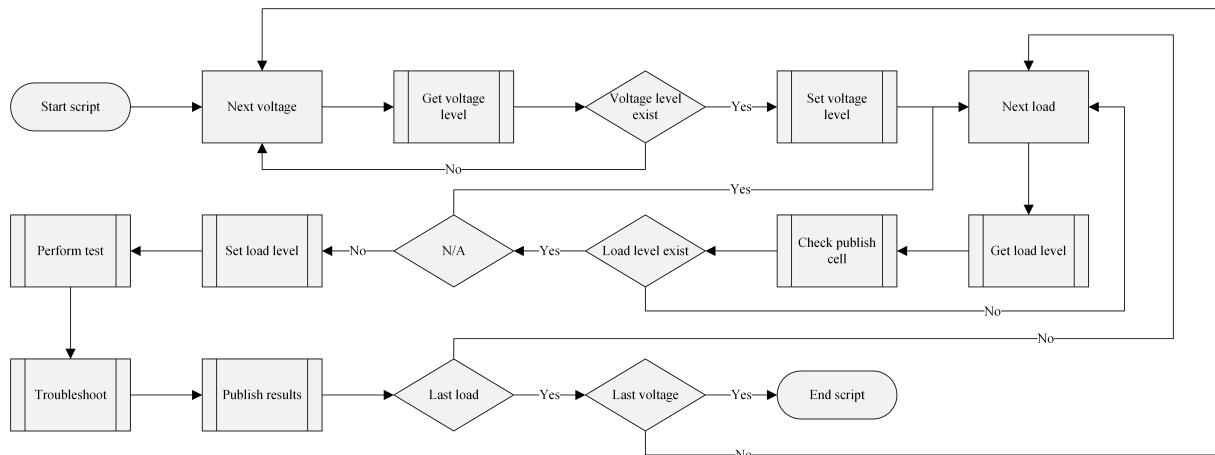 Start script
Next voltage
Get voltage
level
Voltage level
exist
Yes
Set voltage
level
Next load
No
Yes
Perform test
Set load level
No
N/A
Yes
Load level exist
Check publish
cell
Get load level
No
No
Troubleshoot
Publish results
Last load
Yes
Last voltage
Yes
End script
No